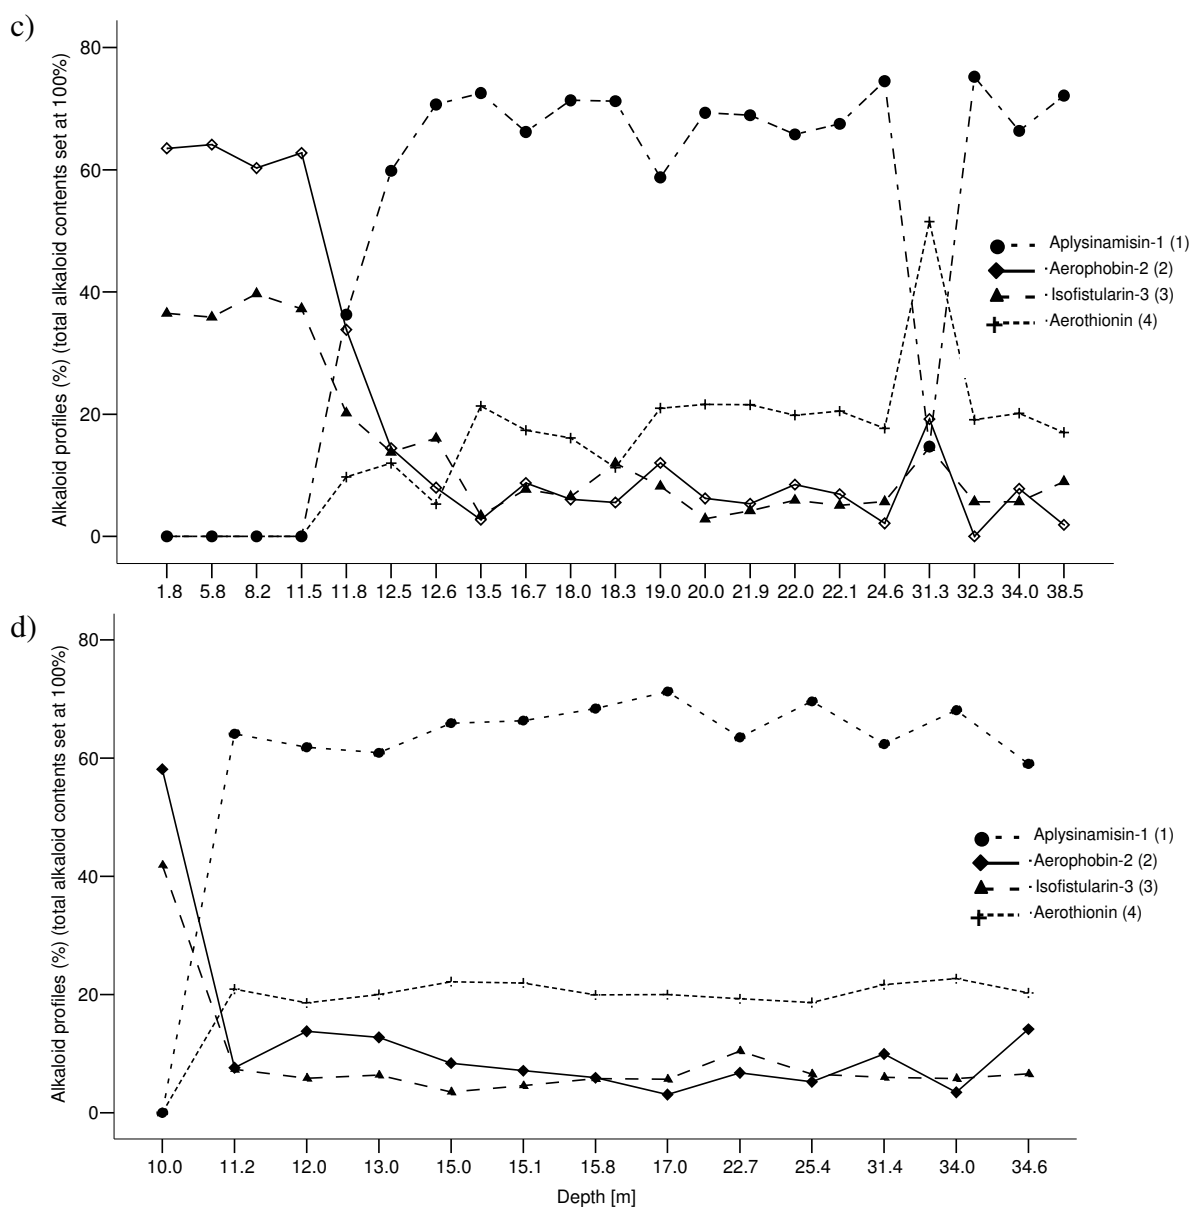 c)
Alkaloid profiles (%) (total alkaloid contents set at 100%)
80
60
40
20
0
Aplysinamisin-1 (1)
Aerophobin-2 (2)
Isofistularin-3 (3)
Aerothionin (4)
1.8 5.8 8.2 11.5 11.8 12.5 12.6 13.5 16.7 18.0 18.3 19.0 20.0 21.9 22.0 22.1 24.6 31.3 32.3 34.0 38.5
d)
Alkaloid profiles (%) (total alkaloid contents set at 100%)
80
60
40
20
0
Aplysinamisin-1 (1)
Aerophobin-2 (2)
Isofistularin-3 (3)
Aerothionin (4)
10.0 11.2 12.0 13.0 15.0 15.1 15.8 17.0 22.7 25.4 31.4 34.0 34.6
Depth [m]